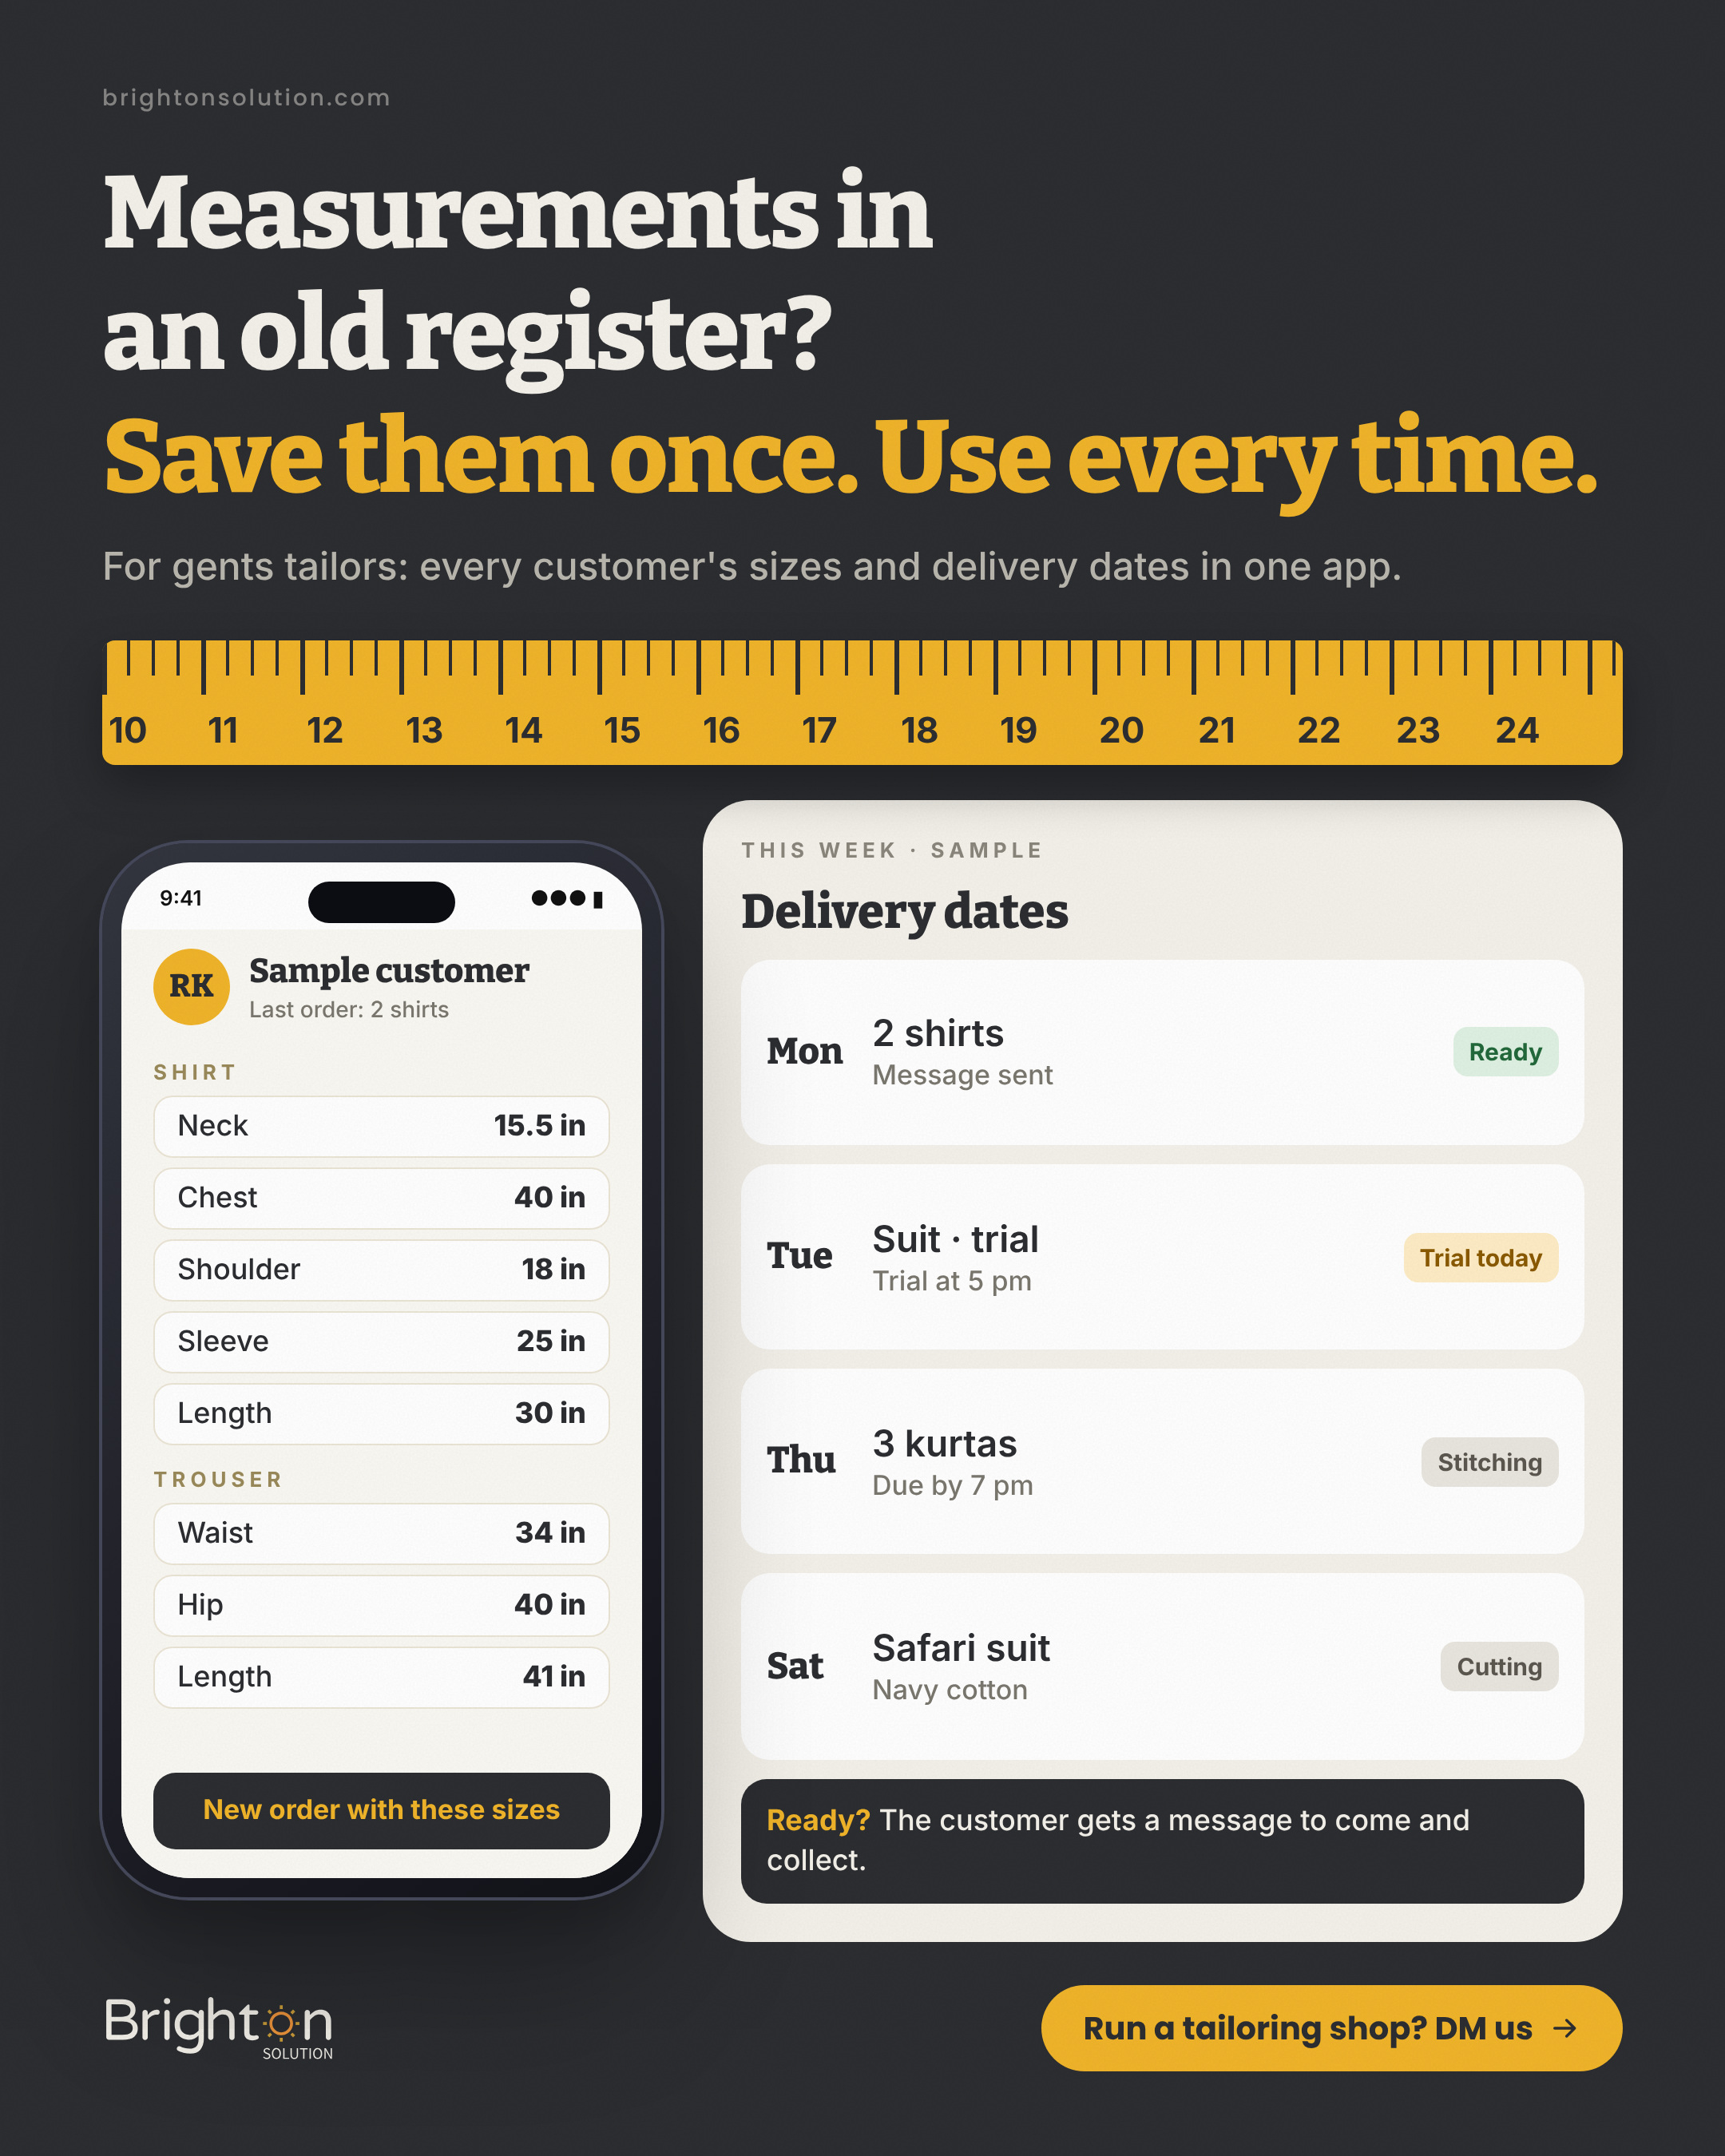 brightonsolution.com
Measurements in
an old register?
Save them once. Use every time.
For gents tailors: every customer's sizes and delivery dates in one app.
10 11 12 13 14 15 16 17 18 19 20 21 22 23 24
9:41
RK
Sample customer
Last order: 2 shirts
SHIRT
Neck 15.5 in
Chest 40 in
Shoulder 18 in
Sleeve 25 in
Length 30 in
TROUSER
Waist 34 in
Hip 40 in
Length 41 in
New order with these sizes
THIS WEEK · SAMPLE
Delivery dates
Mon
2 shirts
Message sent
Ready
Tue
Suit · trial
Trial at 5 pm
Trial today
Thu
3 kurtas
Due by 7 pm
Stitching
Sat
Safari suit
Navy cotton
Cutting
Ready? The customer gets a message to come and
collect.
Brighton
SOLUTION
Run a tailoring shop? DM us →